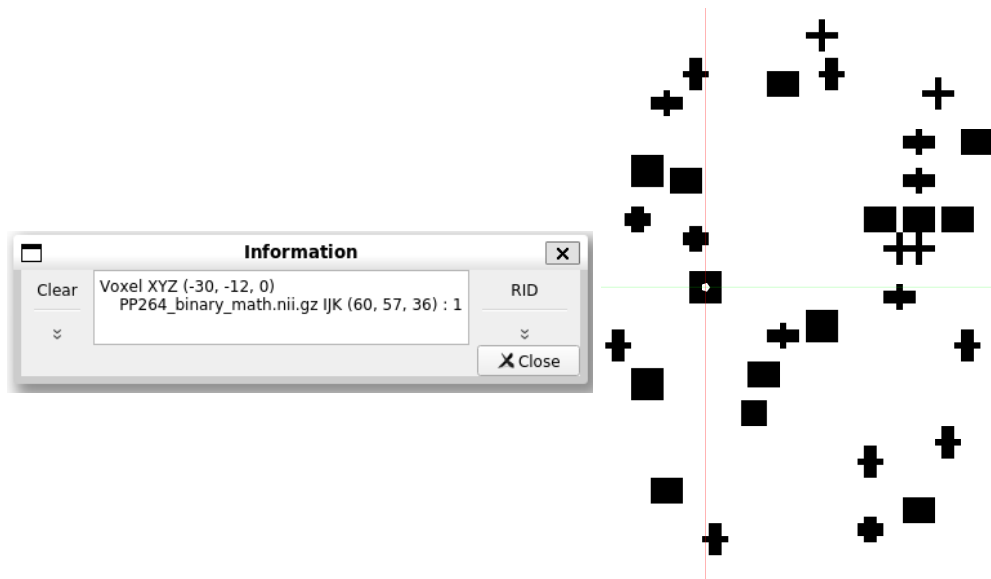 Information
Clear
Voxel XYZ (-30, -12, 0)
PP264_binary_math.nii.gz IJK (60, 57, 36) : 1
RID
Close